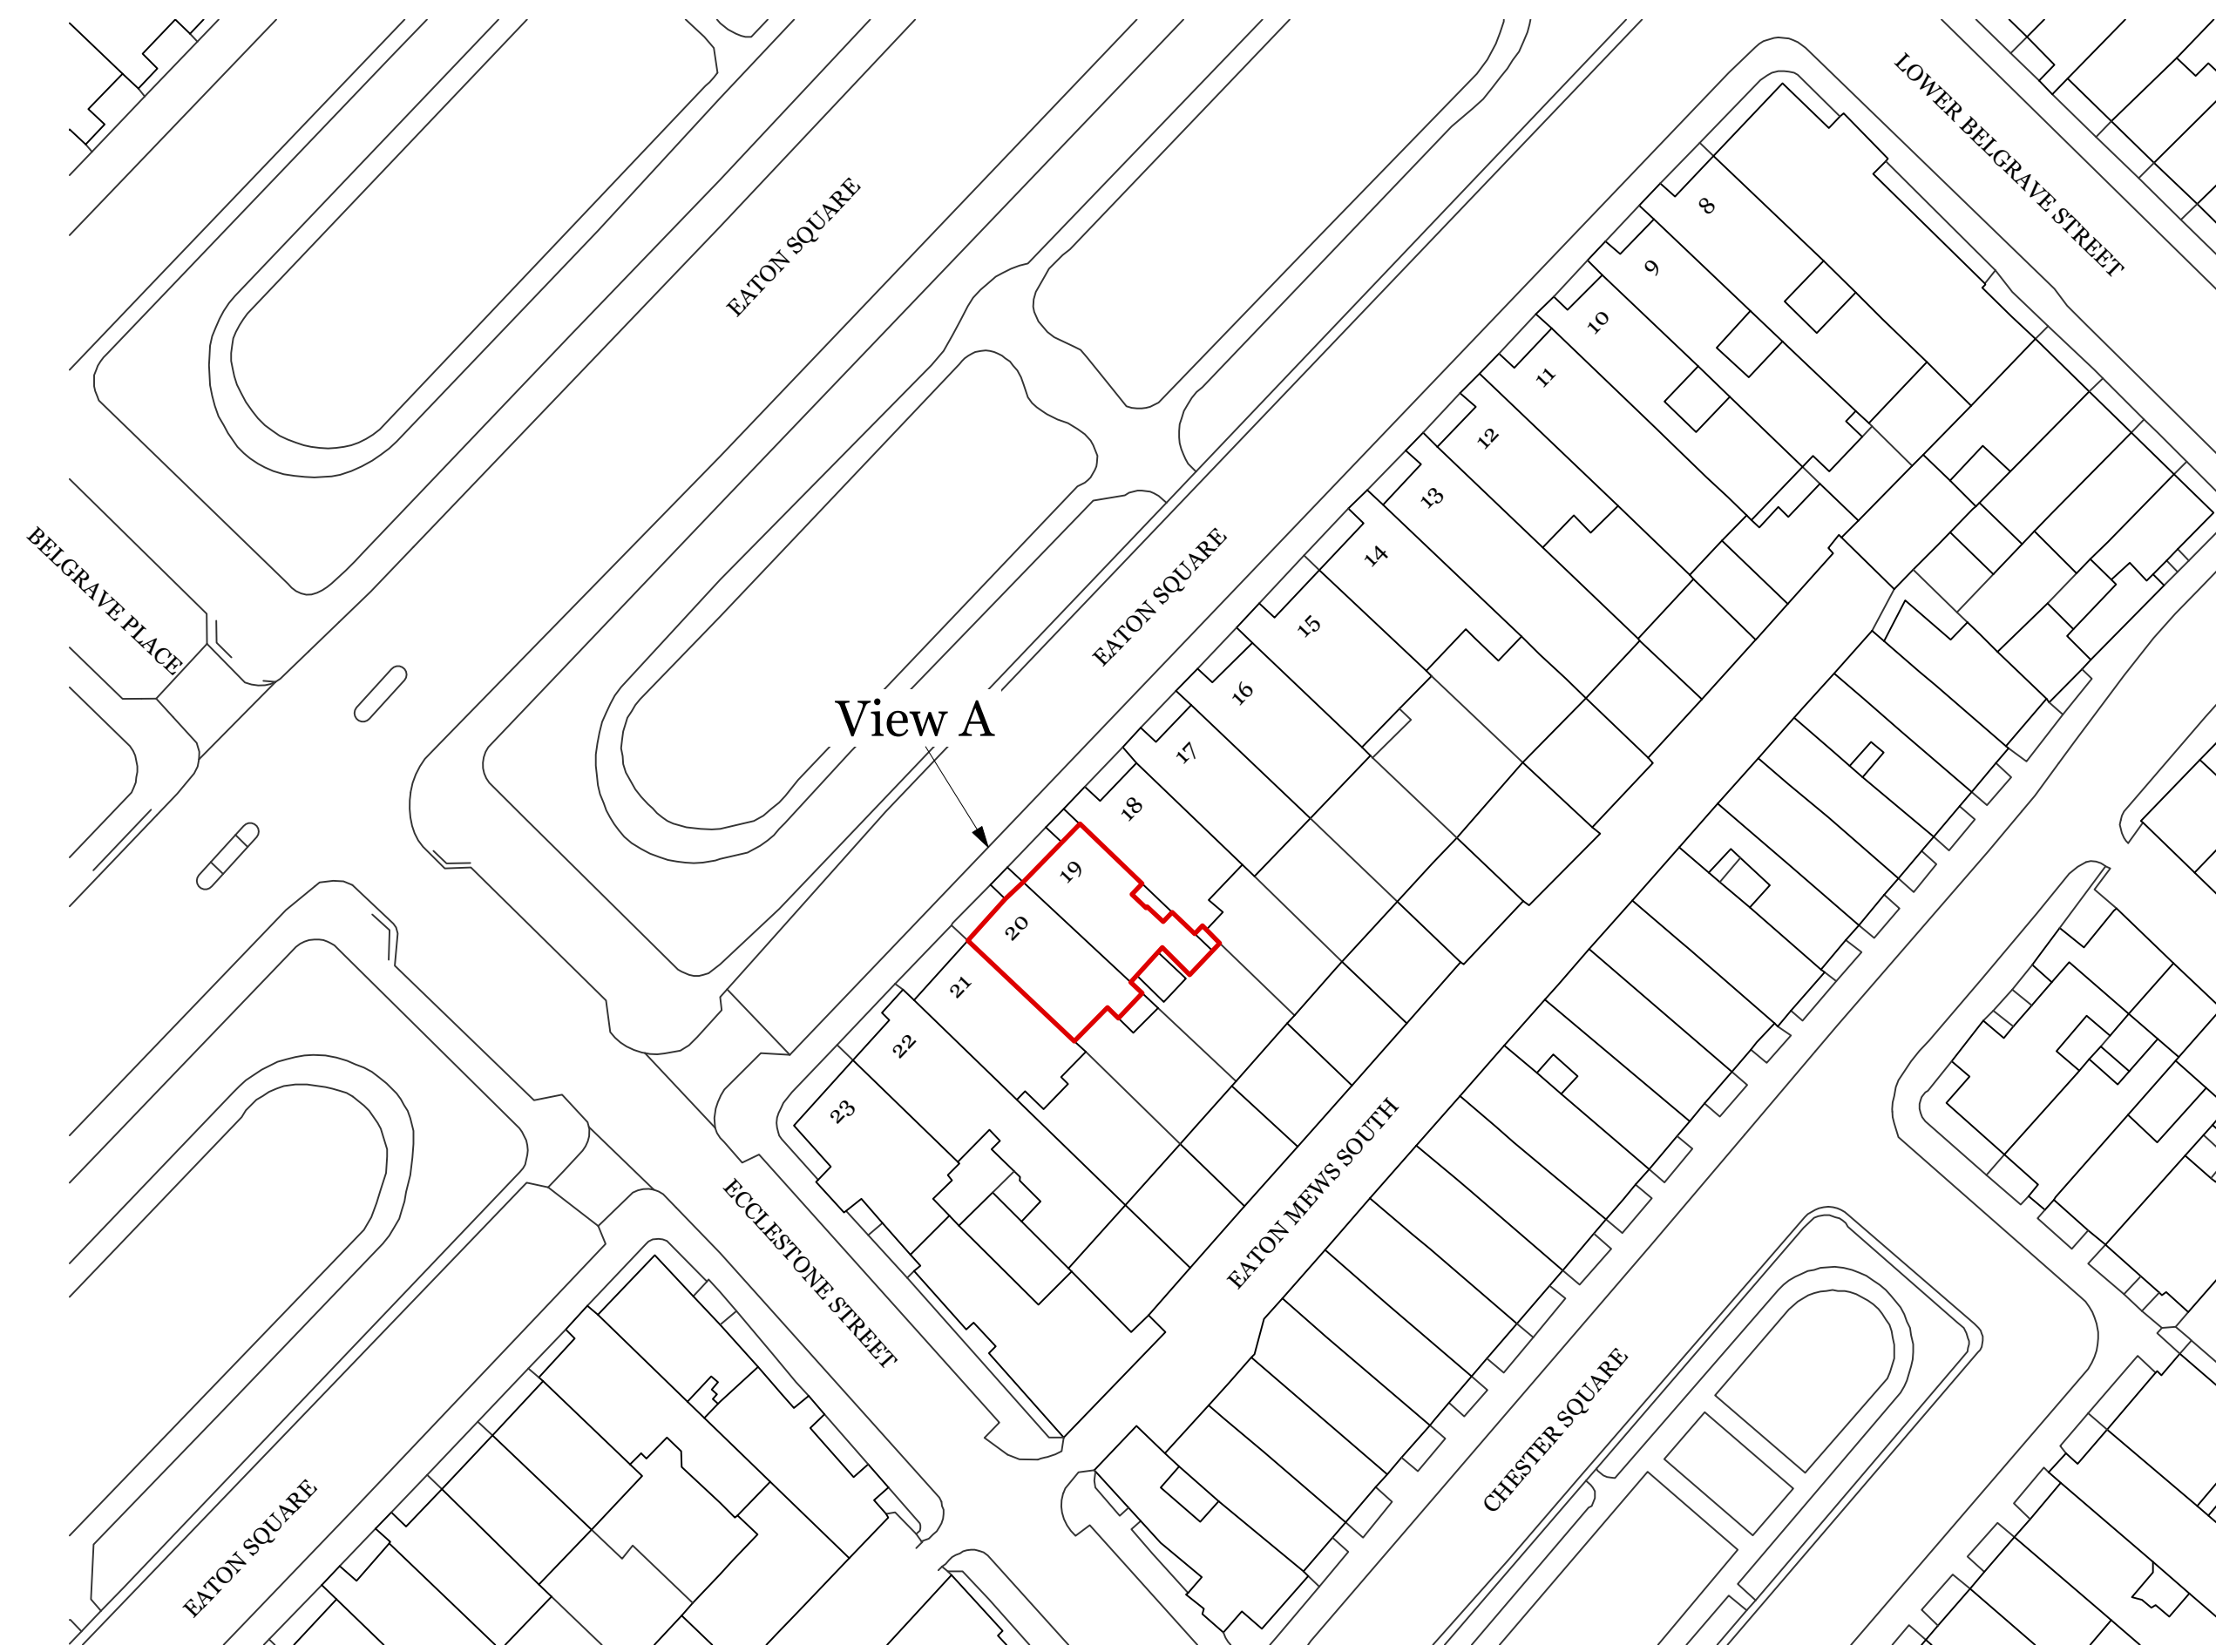 LOWER BELGRAVE STREET
EATON SQUARE
8
9
10
11
12
13
14
15
16
17
18
19
20
21
22
23
EATON SQUARE
BELGRAVE PLACE
View A
EATON MEWS SOUTH
ECCLESTONE STREET
CHESTER SQUARE
EATON SQUARE